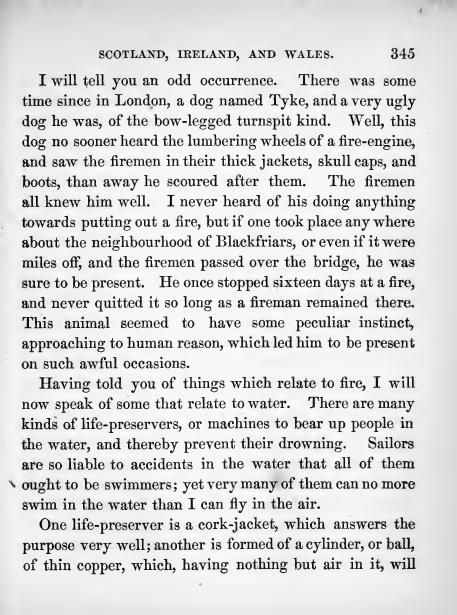 SCOTLAND, IRELAND, AND WALES. 345
I will tell you an odd occurrence. There was some
time since in London, a dog named Tyke, and a very ugly
dog he was, of the bow-legged turnspit kind. Well, this
dog no sooner heard the lumbering wheels of a fire-engine,
and saw the firemen in their thick jackets, skull caps, and
boots, than away he scoured after them. The firemen
all knew him well. I never heard of his doing anything
towards putting out a fire, but if one took place any where
about the neighbourhood of Blackfriars, or even if it were
miles off, and the firemen passed over the bridge, he was
sure to be present. He once stopped sixteen days at a fire,
and never quitted it so long as a fireman remained there.
This animal seemed to have some peculiar instinct,
approaching to human reason, which led him to be present
on such awful occasions.
Having told you of things which relate to fire, I will
now speak of some that relate to water. There are many
kinds of life-preservers, or machines to bear up people in
the water, and thereby prevent their drowning. Sailors
are so liable to accidents in the water that all of them
ought to be swimmers; yet very many of them can no more
swim in the water than I can fly in the air.
One life-preserver is a cork-jacket, which answers the
purpose very well; another is formed of a cylinder, or ball,
of thin copper, which, having nothing but air in it, will